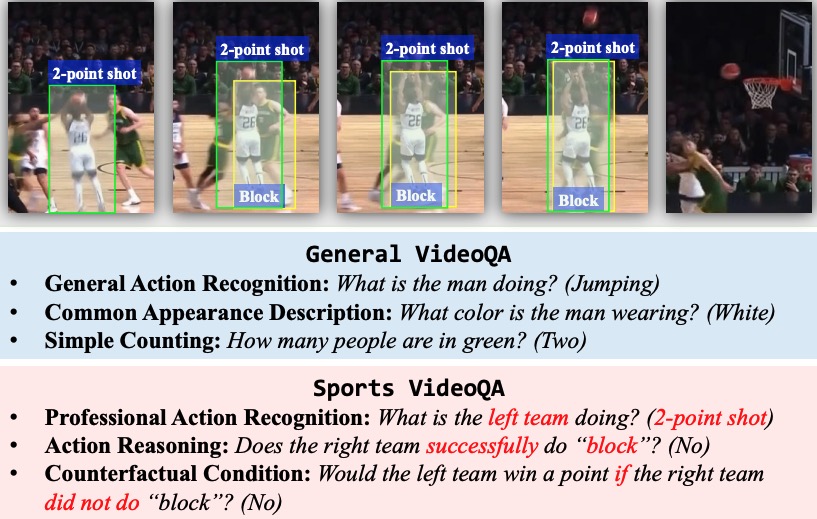 2-point shot
2-point shot
Block
26
2-point shot
Block
26
2-point shot
Block
26
General VideoQA
• General Action Recognition: What is the man doing? (Jumping)
• Common Appearance Description: What color is the man wearing? (White)
• Simple Counting: How many people are in green? (Two)
Sports VideoQA
• Professional Action Recognition: What is the left team doing? (2-point shot)
• Action Reasoning: Does the right team successfully do “block”? (No)
• Counterfactual Condition: Would the left team win a point if the right team
did not do “block”? (No)